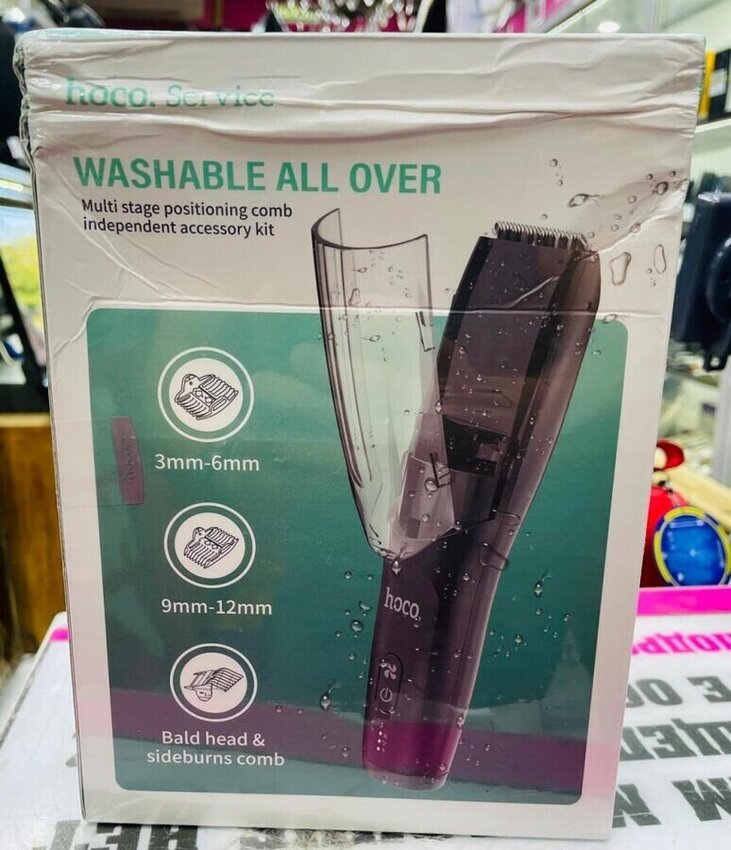 hoco. Service
WASHABLE ALL OVER
Multi stage positioning comb
independent accessory kit
3mm-6mm
9mm-12mm
Bald head &
sideburns comb
hoco.
hoco.